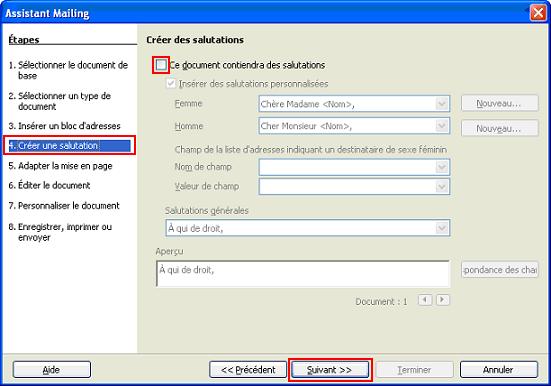 Assistant Mailing
Étapes
1. Sélectionner le document de
base
2. Sélectionner un type de
document
3. Insérer un bloc d'adresses
4. Créer une salutation
5. Adapter la mise en page
6. Éditer le document
7. Personnaliser le document
8. Enregistrer, imprimer ou
envoyer
Créer des salutations
Ce document contiendra des salutations
Insérer des salutations personnalisées
Femme
Chère Madame <Nom>,
Nouveau...
Homme
Cher Monsieur <Nom>,
Nouveau...
Champ de la liste d'adresses indiquant un destinataire de sexe féminin
Nom de champ
Valeur de champ
Salutations générales
À qui de droit,
Aperçu
À qui de droit,
pondance des cha
Document : 1
Aide
<< Précédent
Suivant >>
Terminer
Annuler